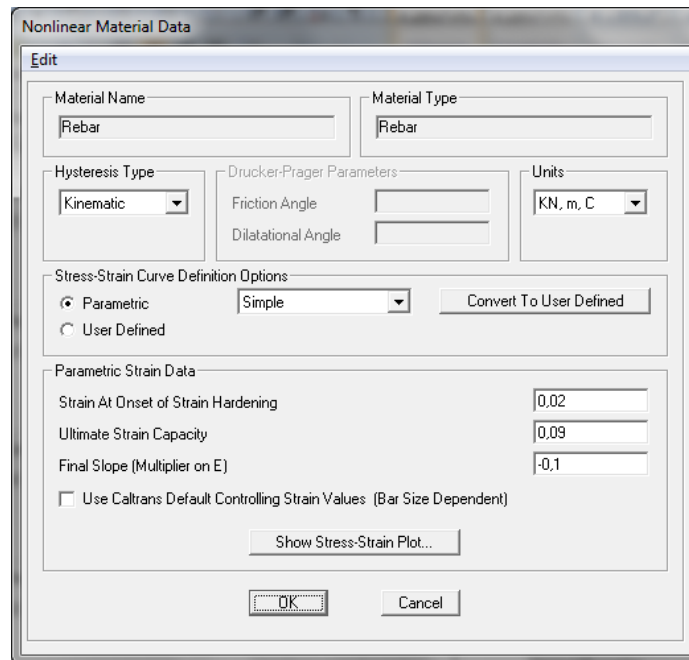 Nonlinear Material Data
Edit
Material Name
Rebar
Material Type
Rebar
Hysteresis Type
Kinematic
Drucker-Prager Parameters
Friction Angle
Dilatational Angle
Units
KN, m, C
Stress-Strain Curve Definition Options
Parametric
Simple
Convert To User Defined
User Defined
Parametric Strain Data
Strain At Onset of Strain Hardening
0,02
Ultimate Strain Capacity
0,09
Final Slope (Multiplier on E)
-0,1
Use Caltrans Default Controlling Strain Values (Bar Size Dependent)
Show Stress-Strain Plot...
OK
Cancel